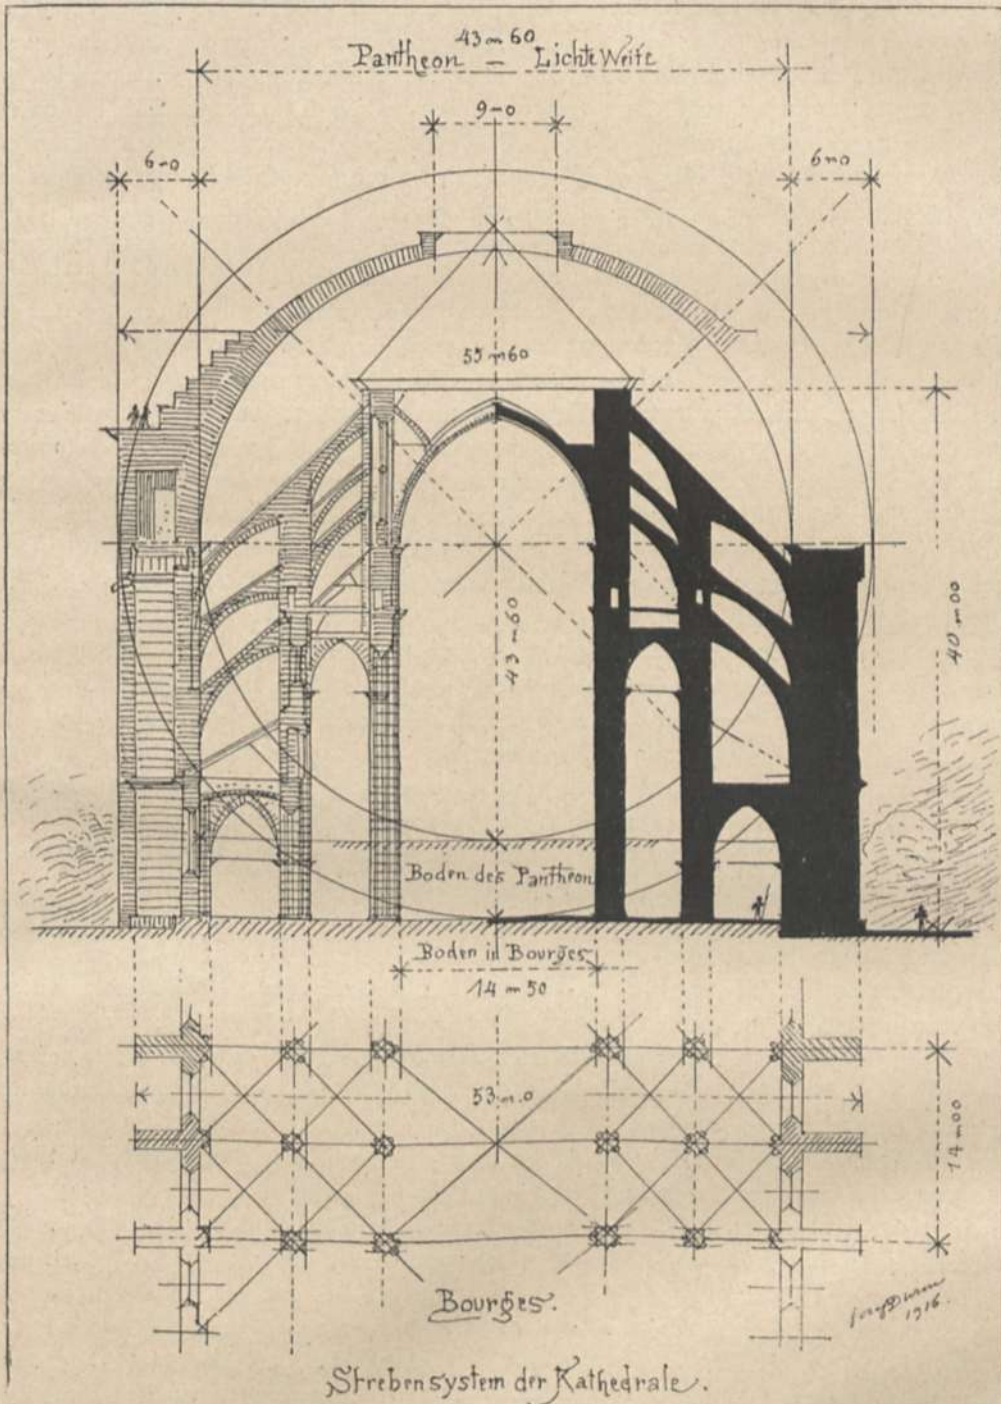 43 m 60
Pantheon – Lichte Weite
9 m 0
6 m 0
6 m 0
55 m 60
43 m 60
40 m 00
Boden des Pantheon
Boden in Bourges
14 m 50
53 m. 0
14 m 00
Bourges.
1916.
Strebensystem der Kathedrale.